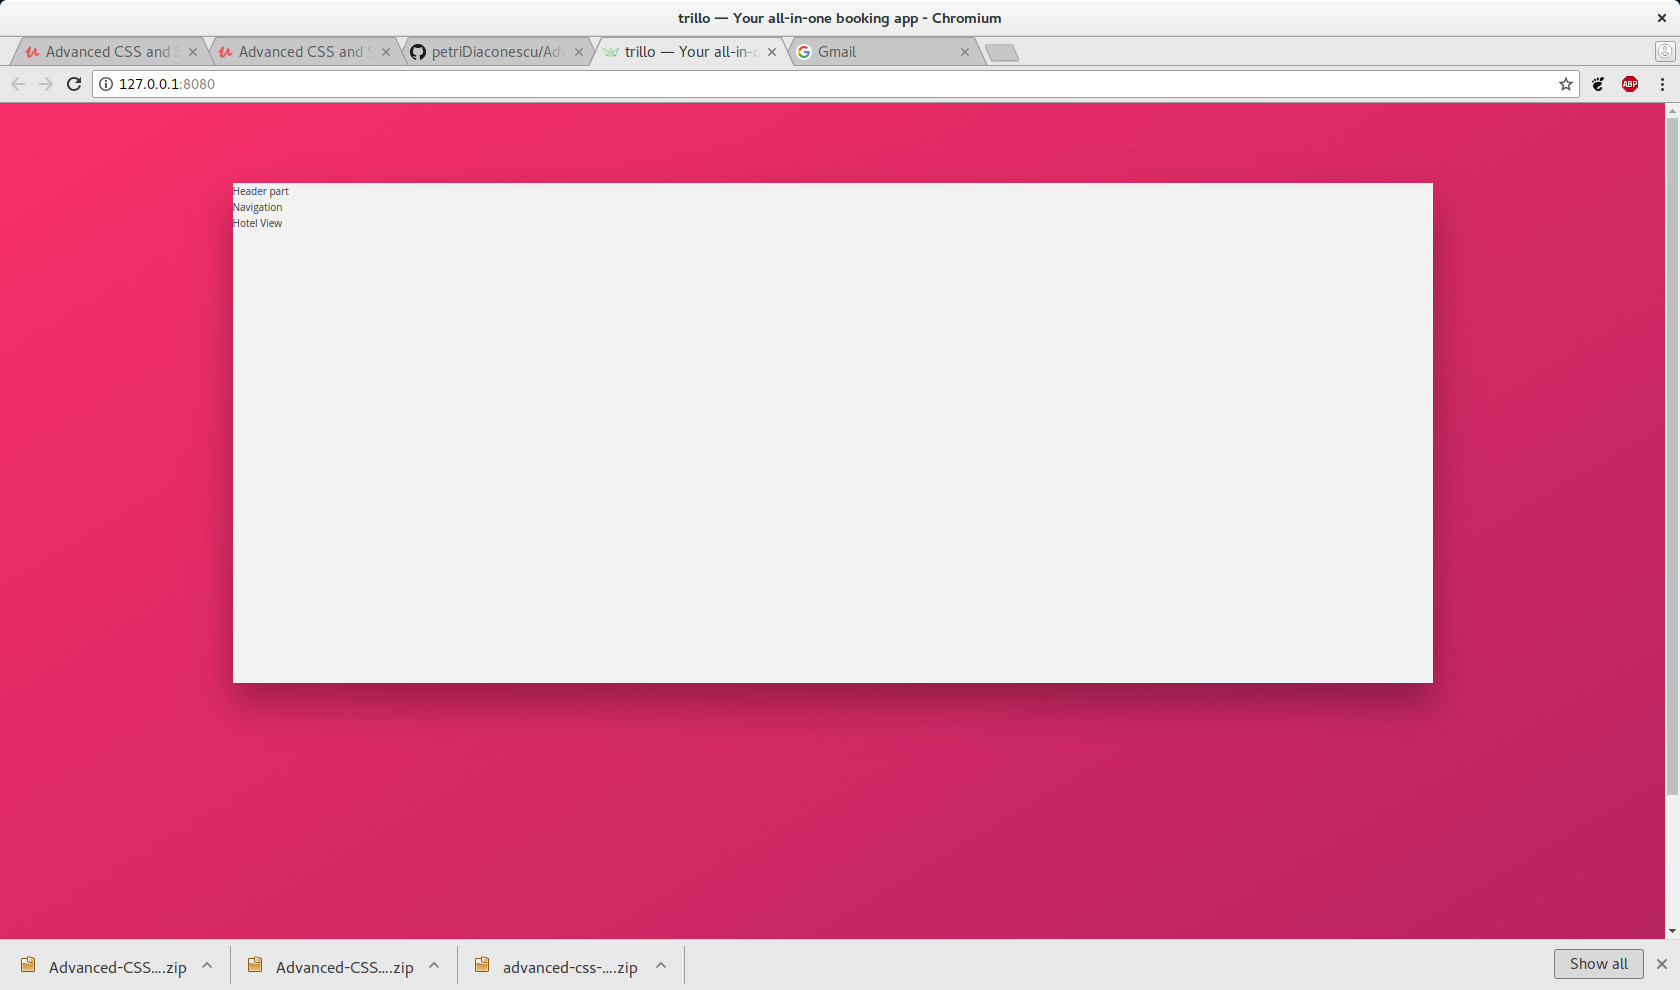 trillo — Your all-in-one booking app - Chromium
Advanced CSS and S
Advanced CSS and S
petriDiaconescu/Adv
trillo — Your all-in-o
Gmail
127.0.0.1:8080
ABP
Header part
Navigation
Hotel View
Advanced-CSS....zip
Advanced-CSS....zip
advanced-css-....zip
Show all